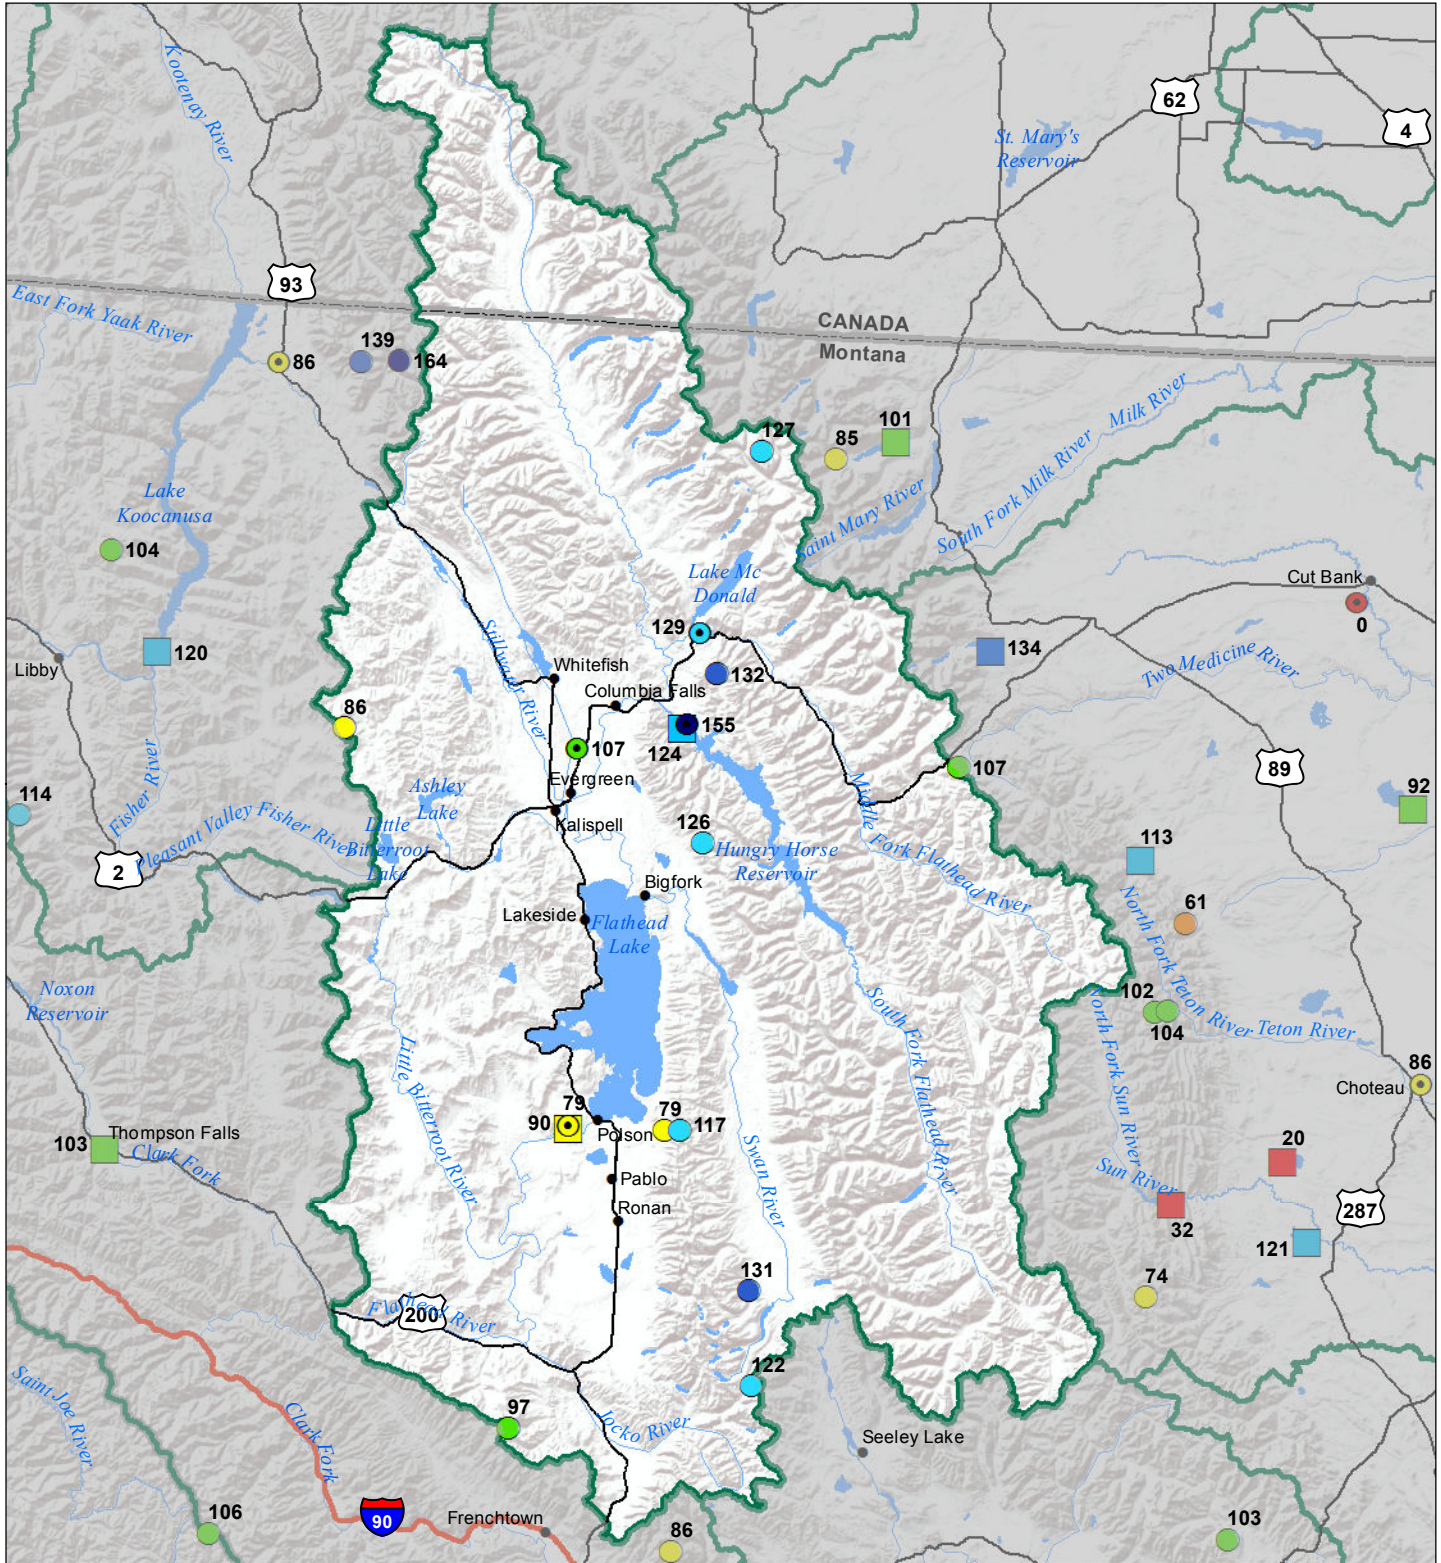 Kootenay River
62
4
St. Mary's
Reservoir
93
East Fork Yaak River
CANADA
Montana
139
86
164
127
85
101
Milk River
South Fork Milk River
Saint Mary River
Lake
Koocanusa
104
Lake Mc
Donald
Cut Bank
0
129
Stillwater River
Libby
120
Whitefish
132
134
Two Medicine River
Columbia Falls
86
155
124
107
107
89
Evergreen
Ashley
Lake
92
114
Fisher River
Kalispell
Middle Fork Flathead River
Pleasant Valley Fisher River
Little
Bitterroot
Lake
126
Hungry Horse
Reservoir
113
2
Bigfork
61
Lakeside
Flathead
Lake
North Fork Teton River
Teton River
Noxon
Reservoir
102
104
South Fork Flathead River
North Fork Sun River
Little Bitterroot River
86
Choteau
79
90
Polson
79
117
Thompson Falls
103
Clark Fork
Swan River
20
Sun River
Pablo
Ronan
32
287
121
131
74
Flathead River
200
122
Saint Joe River
Clark Fork
97
Jocko River
Seeley Lake
106
90
Frenchtown
86
103